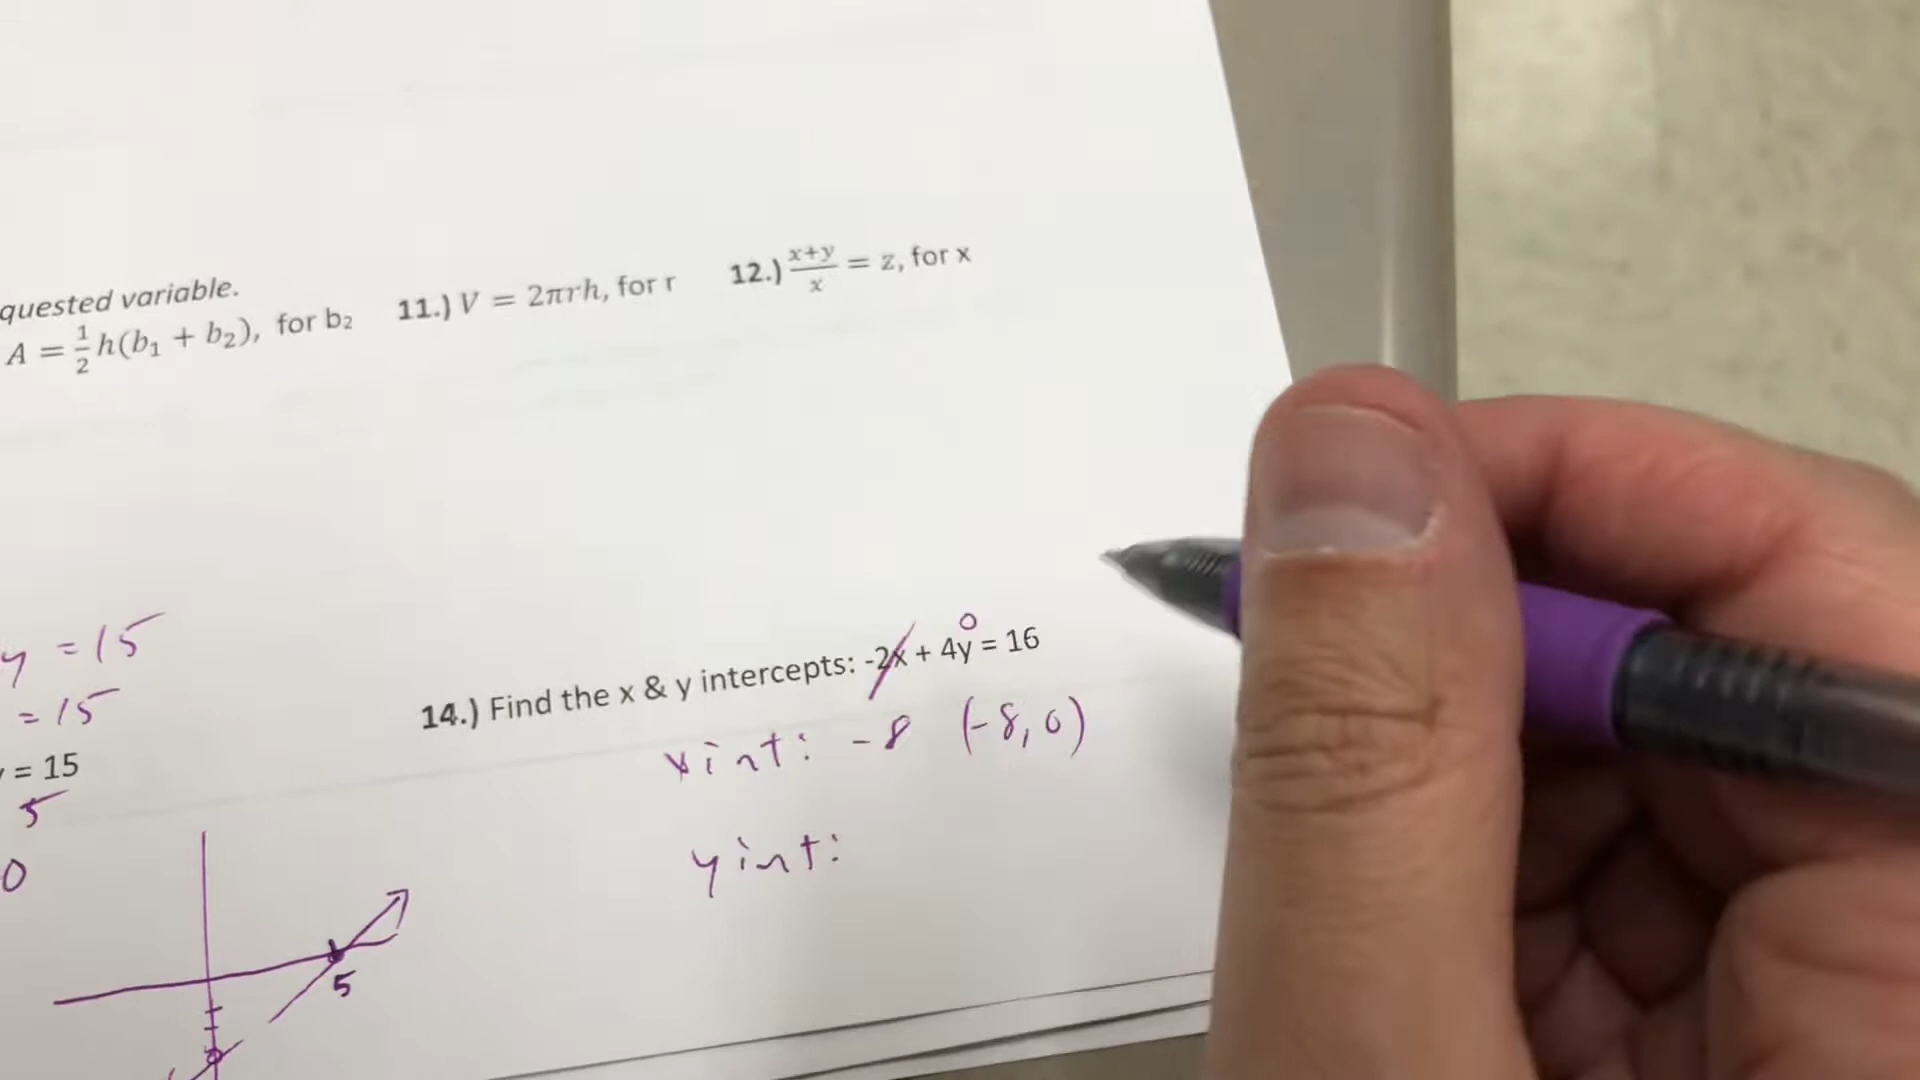 quested variable.
A = 1/2 h(b₁ + b₂), for b₂
11.) V = 2πrh, for r
12.) x+y/x = z, for x
y = 15
= 15
= 15
5
0
5
0
14.) Find the x & y intercepts: -2x + 4y = 16
x int: -8 (-8, 0)
y int: